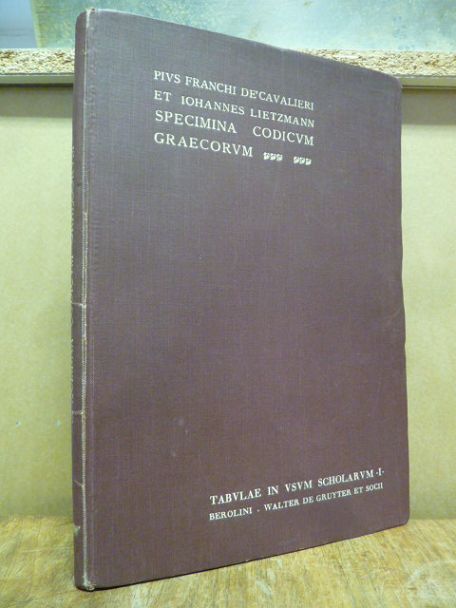 PIVS FRANCHI DE'CAVALIERI
ET IOHANNES LIETZMANN
SPECIMINA CODICVM
GRAECORVM
TABVLAE IN VSVM SCHOLARVM ·I·
BEROLINI - WALTER DE GRUYTER ET SOCII